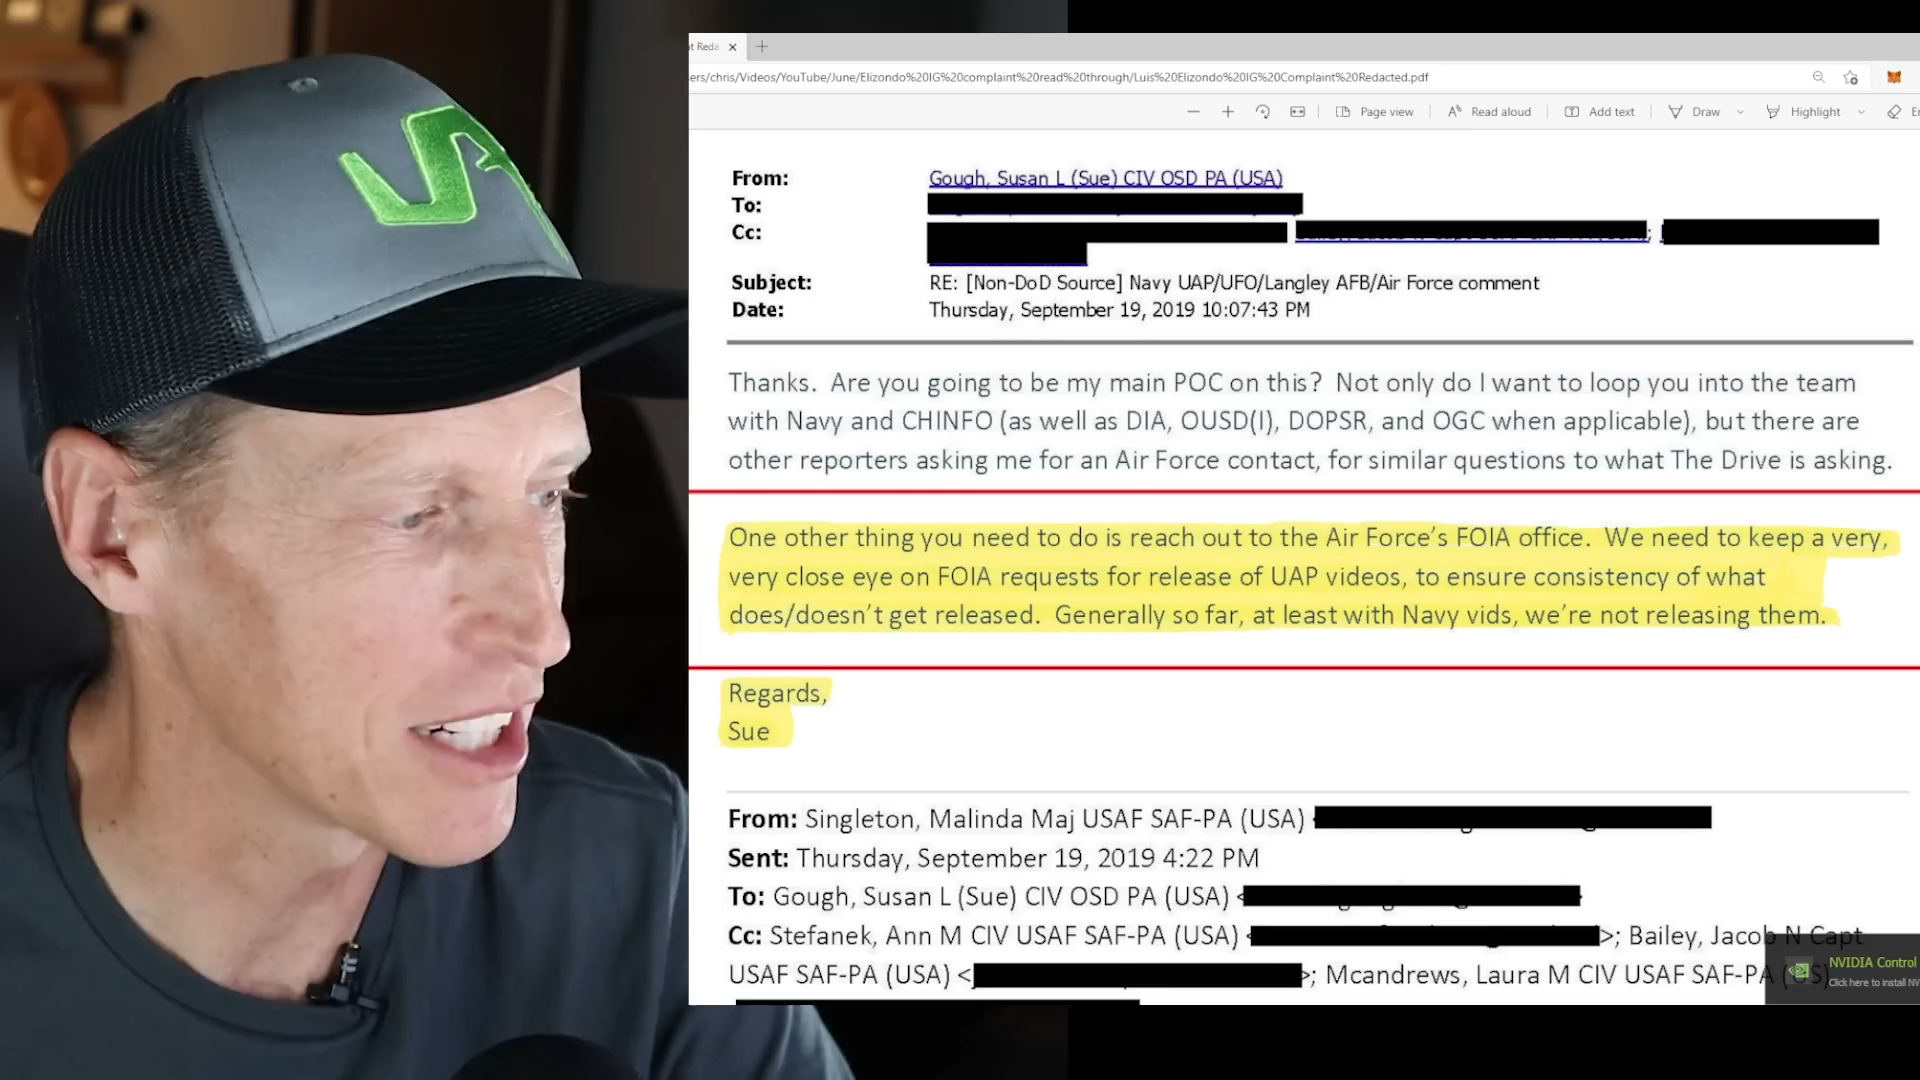 UA
t Reda
ers/chris/Videos/YouTube/June/Elizondo%20IG%20complaint%20read%20through/Luis%20Elizondo%20IG%20Complaint%20Redacted.pdf
Page view
Read aloud
Add text
Draw
Highlight
From: Gough, Susan L (Sue) CIV OSD PA (USA)
To:
Cc: ;
Subject: RE: [Non-DoD Source] Navy UAP/UFO/Langley AFB/Air Force comment
Date: Thursday, September 19, 2019 10:07:43 PM
Thanks. Are you going to be my main POC on this? Not only do I want to loop you into the team
with Navy and CHINFO (as well as DIA, OUSD(I), DOPSR, and OGC when applicable), but there are
other reporters asking me for an Air Force contact, for similar questions to what The Drive is asking.
One other thing you need to do is reach out to the Air Force’s FOIA office. We need to keep a very,
very close eye on FOIA requests for release of UAP videos, to ensure consistency of what
does/doesn’t get released. Generally so far, at least with Navy vids, we’re not releasing them.
Regards,
Sue
From: Singleton, Malinda Maj USAF SAF-PA (USA)
Sent: Thursday, September 19, 2019 4:22 PM
To: Gough, Susan L (Sue) CIV OSD PA (USA) <
Cc: Stefanek, Ann M CIV USAF SAF-PA (USA) < >; Bailey, Jacob N Capt
USAF SAF-PA (USA) < >; Mcandrews, Laura M CIV USAF SAF-PA (US)
NVIDIA Control
Click here to install NV